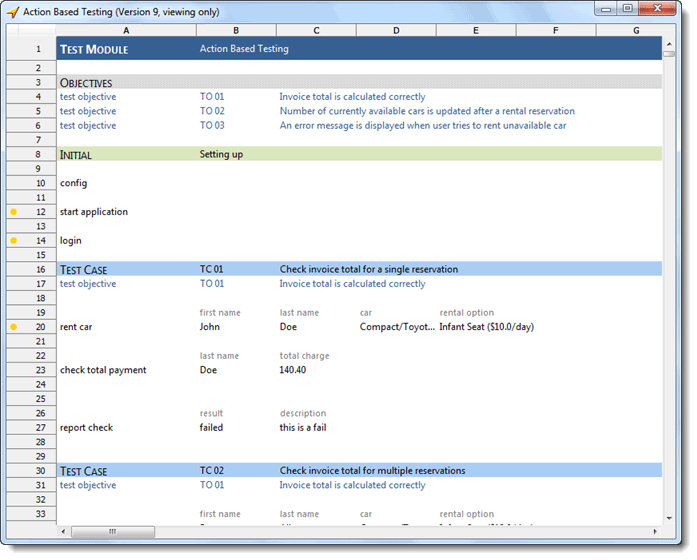 Action Based Testing (Version 9, viewing only)
A B C D E F G
1 TEST MODULE Action Based Testing
2
3 OBJECTIVES
4 test objective TO 01 Invoice total is calculated correctly
5 test objective TO 02 Number of currently available cars is updated after a rental reservation
6 test objective TO 03 An error message is displayed when user tries to rent unavailable car
7
8 INITIAL Setting up
9
10 config
11
12 start application
13
14 login
15
16 TEST CASE TC 01 Check invoice total for a single reservation
17 test objective TO 01 Invoice total is calculated correctly
18
19 first name last name car rental option
20 rent car John Doe Compact/Toyot... Infant Seat ($10.0/day)
21
22 last name total charge
23 check total payment Doe 140.40
24
25
26 result description
27 report check failed this is a fail
28
29
30 TEST CASE TC 02 Check invoice total for multiple reservations
31 test objective TO 01 Invoice total is calculated correctly
32
33 first name last name car rental option